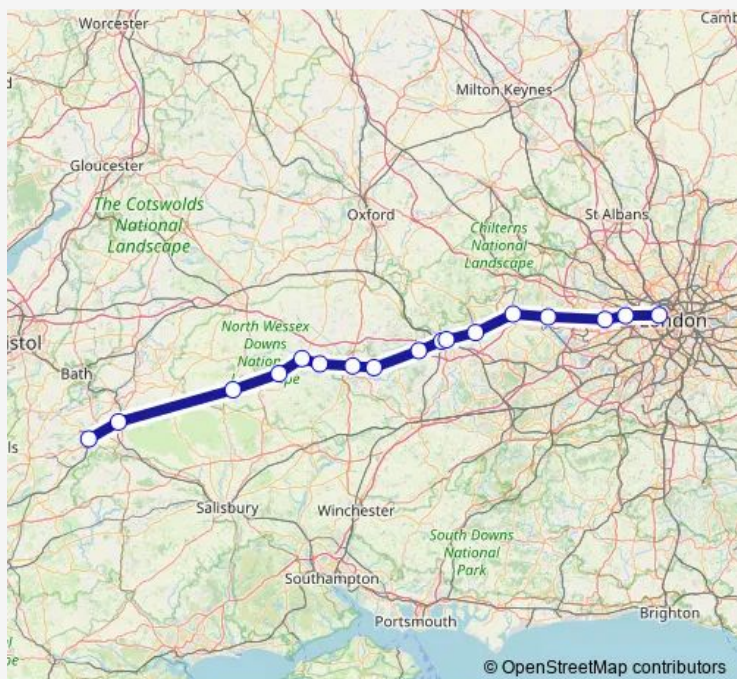 Worcester
Camb
Milton Keynes
Gloucester
The Cotswolds
National
Landscape
Oxford
St Albans
Chilterns
National
Landscape
North Wessex
Downs
London
istol
Bath
ls
Salisbury
Winchester
South Downs
National
Park
Southampton
Portsmouth
Brighton
© OpenStreetMap contributors